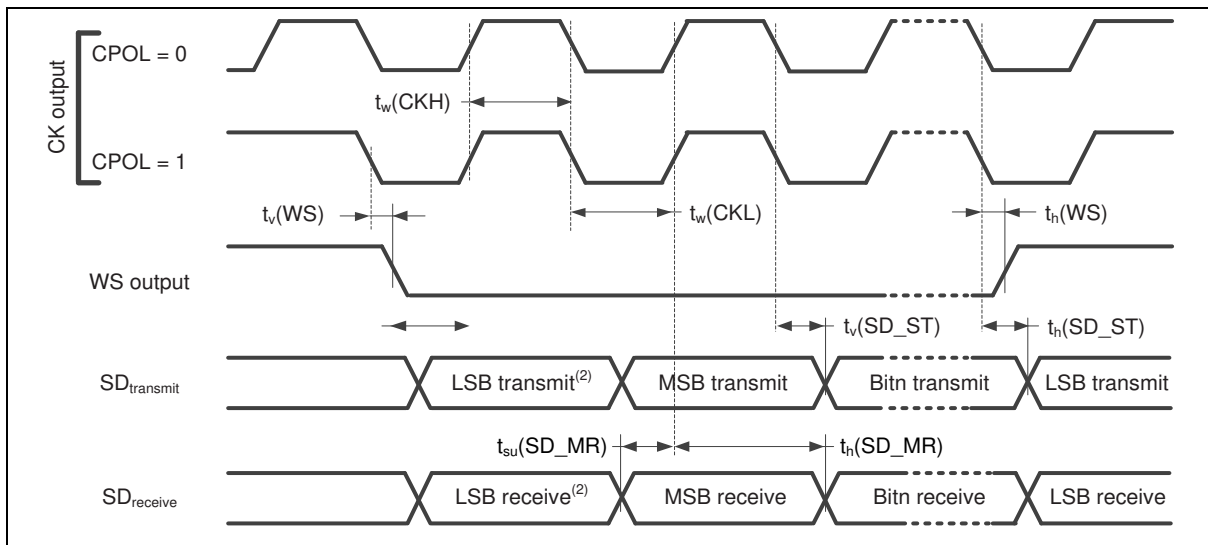 CK output
CPOL = 0
tw(CKH)
CPOL = 1
tv(WS)
tw(CKL)
th(WS)
WS output
tv(SD_ST)
th(SD_ST)
SDtransmit
LSB transmit(2)
MSB transmit
Bitn transmit
LSB transmit
tsu(SD_MR)
th(SD_MR)
SDreceive
LSB receive(2)
MSB receive
Bitn receive
LSB receive